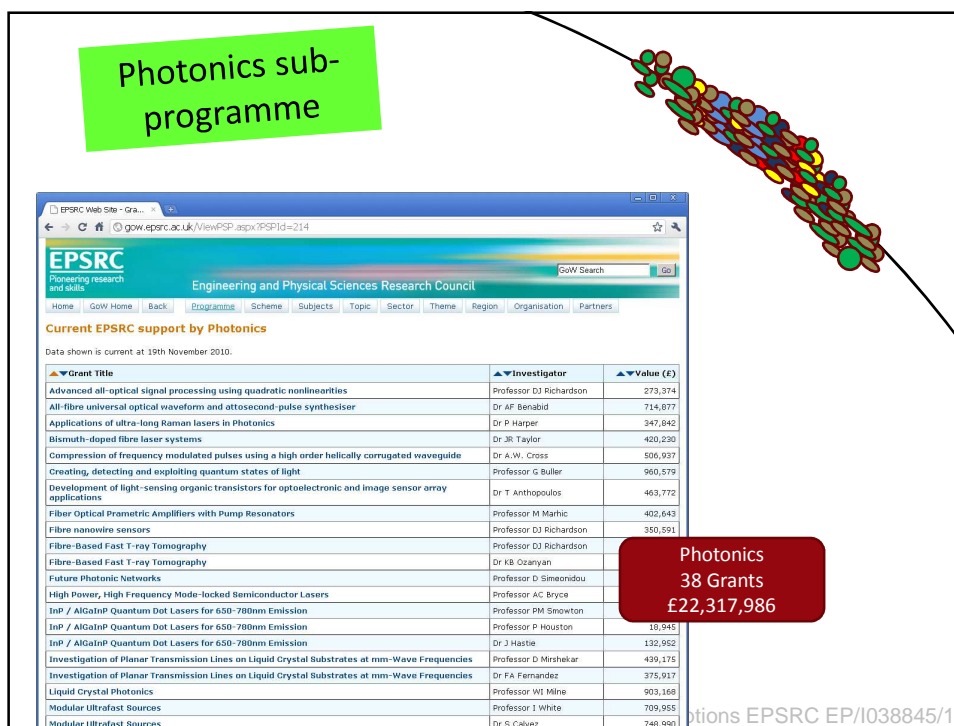 Photonics sub-
programme
EPSRC Web Site - Gra...
gow.epsrc.ac.uk/ViewPSP.aspx?PSPId=214
EPSRC
Pioneering research
and skills
Engineering and Physical Sciences Research Council
GoW Search
Go
Home GoW Home Back Programme Scheme Subjects Topic Sector Theme Region Organisation Partners
Current EPSRC support by Photonics
Data shown is current at 19th November 2010.
Grant Title Investigator Value (£)
Advanced all-optical signal processing using quadratic nonlinearities Professor DJ Richardson 273,374
All-fibre universal optical waveform and attosecond-pulse synthesiser Dr AF Benabid 714,877
Applications of ultra-long Raman lasers in Photonics Dr P Harper 347,842
Bismuth-doped fibre laser systems Dr JR Taylor 420,230
Compression of frequency modulated pulses using a high order helically corrugated waveguide Dr A.W. Cross 506,937
Creating, detecting and exploiting quantum states of light Professor G Buller 960,579
Development of light-sensing organic transistors for optoelectronic and image sensor array
applications Dr T Anthopoulos 463,772
Fiber Optical Prametric Amplifiers with Pump Resonators Professor M Marhic 402,643
Fibre nanowire sensors Professor DJ Richardson 350,591
Fibre-Based Fast T-ray Tomography Professor DJ Richardson
Fibre-Based Fast T-ray Tomography Dr KB Ozanyan
Future Photonic Networks Professor D Simeonidou
High Power, High Frequency Mode-locked Semiconductor Lasers Professor AC Bryce
InP / AlGaInP Quantum Dot Lasers for 650-780nm Emission Professor PM Smowton
InP / AlGaInP Quantum Dot Lasers for 650-780nm Emission Professor P Houston 18,945
InP / AlGaInP Quantum Dot Lasers for 650-780nm Emission Dr J Hastie 132,952
Investigation of Planar Transmission Lines on Liquid Crystal Substrates at mm-Wave Frequencies Professor D Mirshekar 439,175
Investigation of Planar Transmission Lines on Liquid Crystal Substrates at mm-Wave Frequencies Dr FA Fernandez 375,917
Liquid Crystal Photonics Professor WI Milne 903,168
Modular Ultrafast Sources Professor I White 709,955
Modular Ultrafast Sources Dr S Calvez 748,990
Photonics
38 Grants
£22,317,986
EPSRC EP/I038845/1